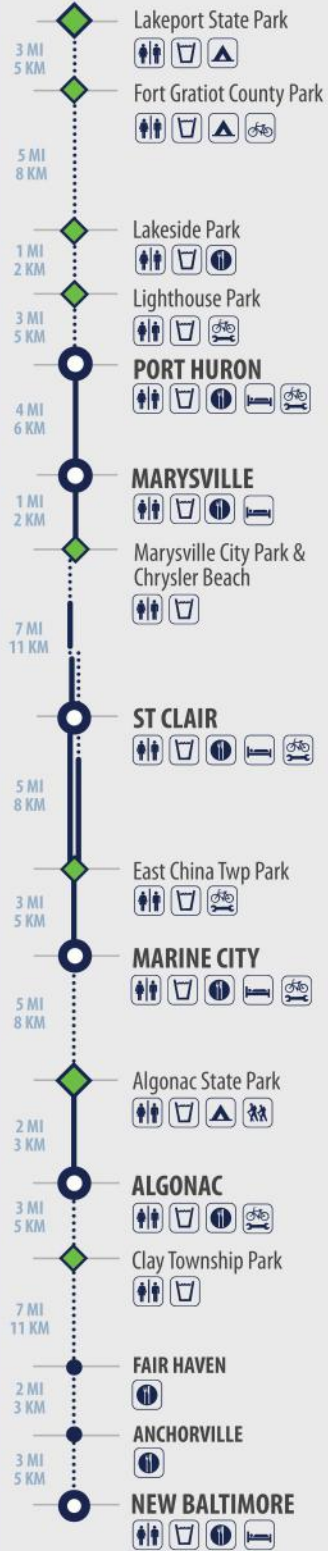 Lakeport State Park
3 MI
5 KM
Fort Gratiot County Park
5 MI
8 KM
Lakeside Park
1 MI
2 KM
Lighthouse Park
3 MI
5 KM
PORT HURON
4 MI
6 KM
MARYSVILLE
1 MI
2 KM
Marysville City Park &
Chrysler Beach
7 MI
11 KM
ST CLAIR
5 MI
8 KM
East China Twp Park
3 MI
5 KM
MARINE CITY
5 MI
8 KM
Algonac State Park
2 MI
3 KM
ALGONAC
3 MI
5 KM
Clay Township Park
7 MI
11 KM
FAIR HAVEN
2 MI
3 KM
ANCHORVILLE
3 MI
5 KM
NEW BALTIMORE